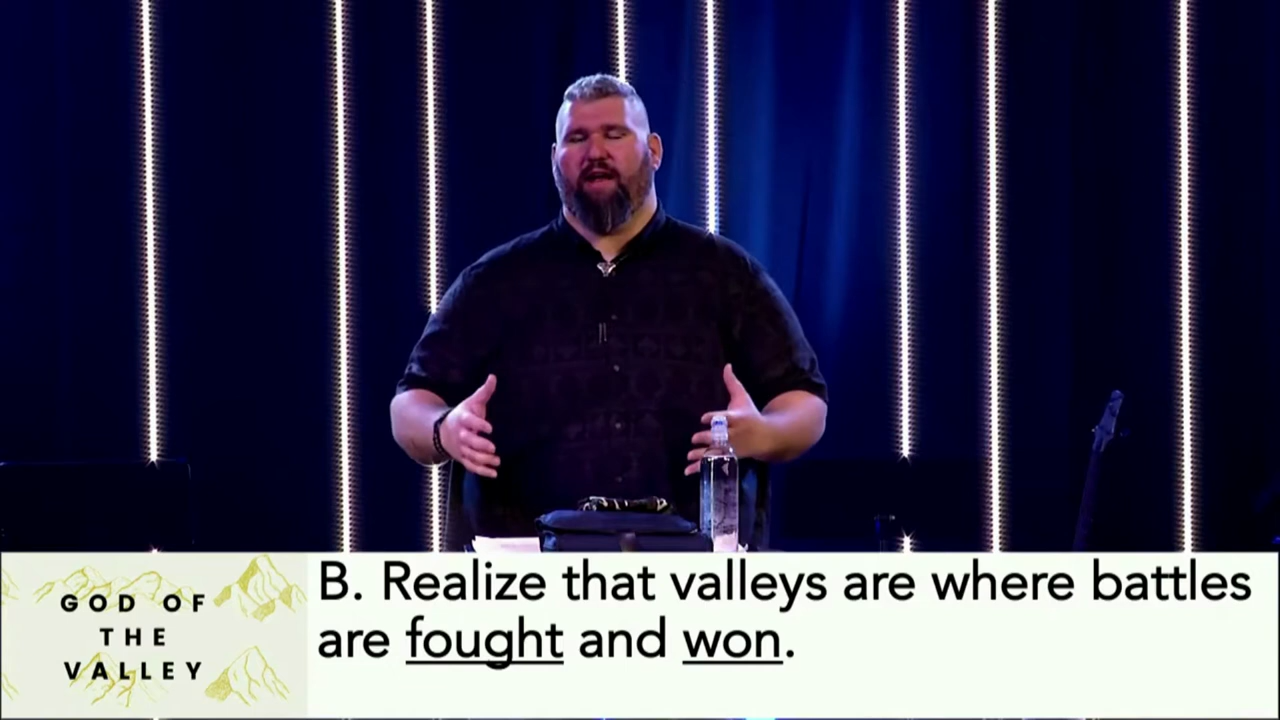 GOD OF
THE
VALLEY
B. Realize that valleys are where battles
are fought and won.